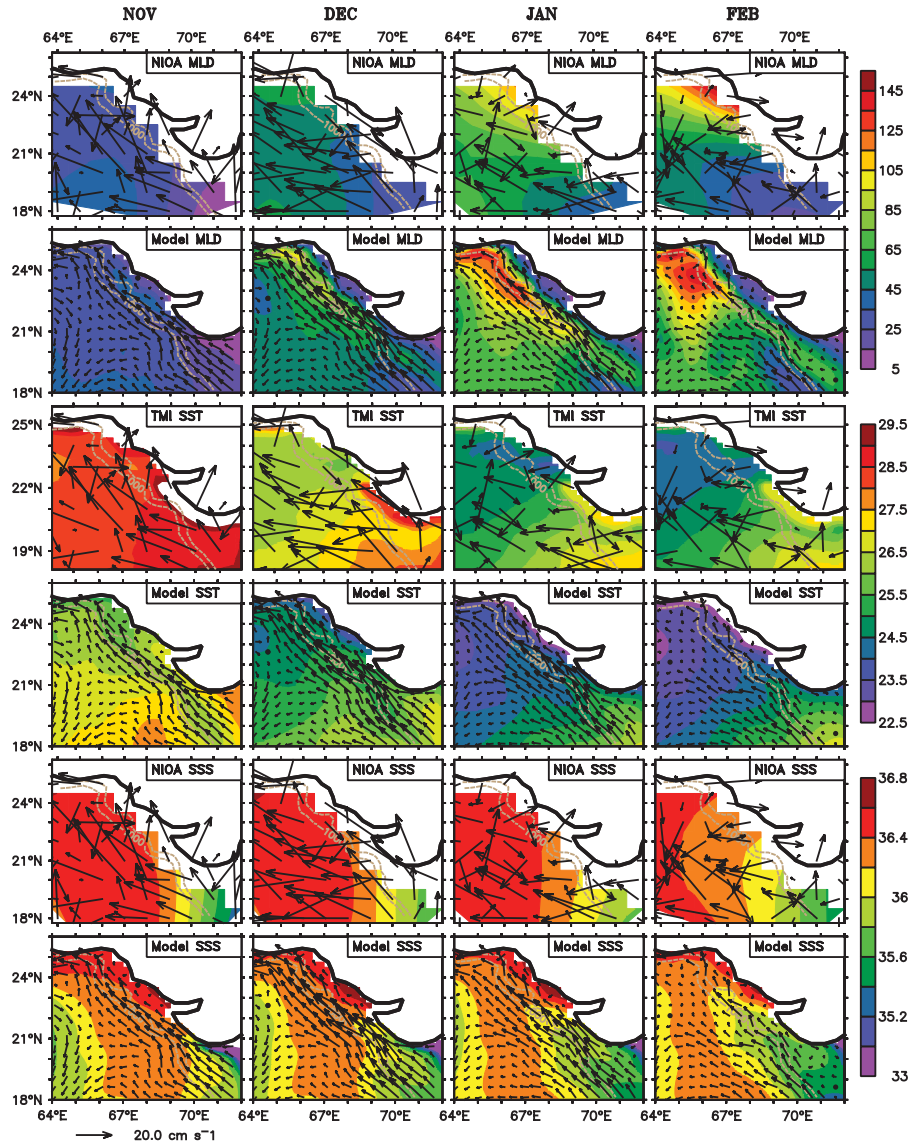 NOV DEC JAN FEB
64°E 67°E 70°E 64°E 67°E 70°E 64°E 67°E 70°E 64°E 67°E 70°E
NIOA MLD NIOA MLD NIOA MLD NIOA MLD
24°N
21°N
18°N
1000
145
125
105
85
65
45
25
5
Model MLD Model MLD Model MLD Model MLD
24°N
21°N
18°N
TMI SST TMI SST TMI SST TMI SST
25°N
22°N
19°N
1000
29.5
28.5
27.5
26.5
25.5
24.5
23.5
22.5
Model SST Model SST Model SST Model SST
24°N
21°N
18°N
NIOA SSS NIOA SSS NIOA SSS NIOA SSS
24°N
21°N
18°N
1000
36.8
36.4
36
35.6
35.2
33
Model SSS Model SSS Model SSS Model SSS
24°N
21°N
18°N
64°E 67°E 70°E 64°E 67°E 70°E 64°E 67°E 70°E 64°E 67°E 70°E
20.0 cm s⁻¹